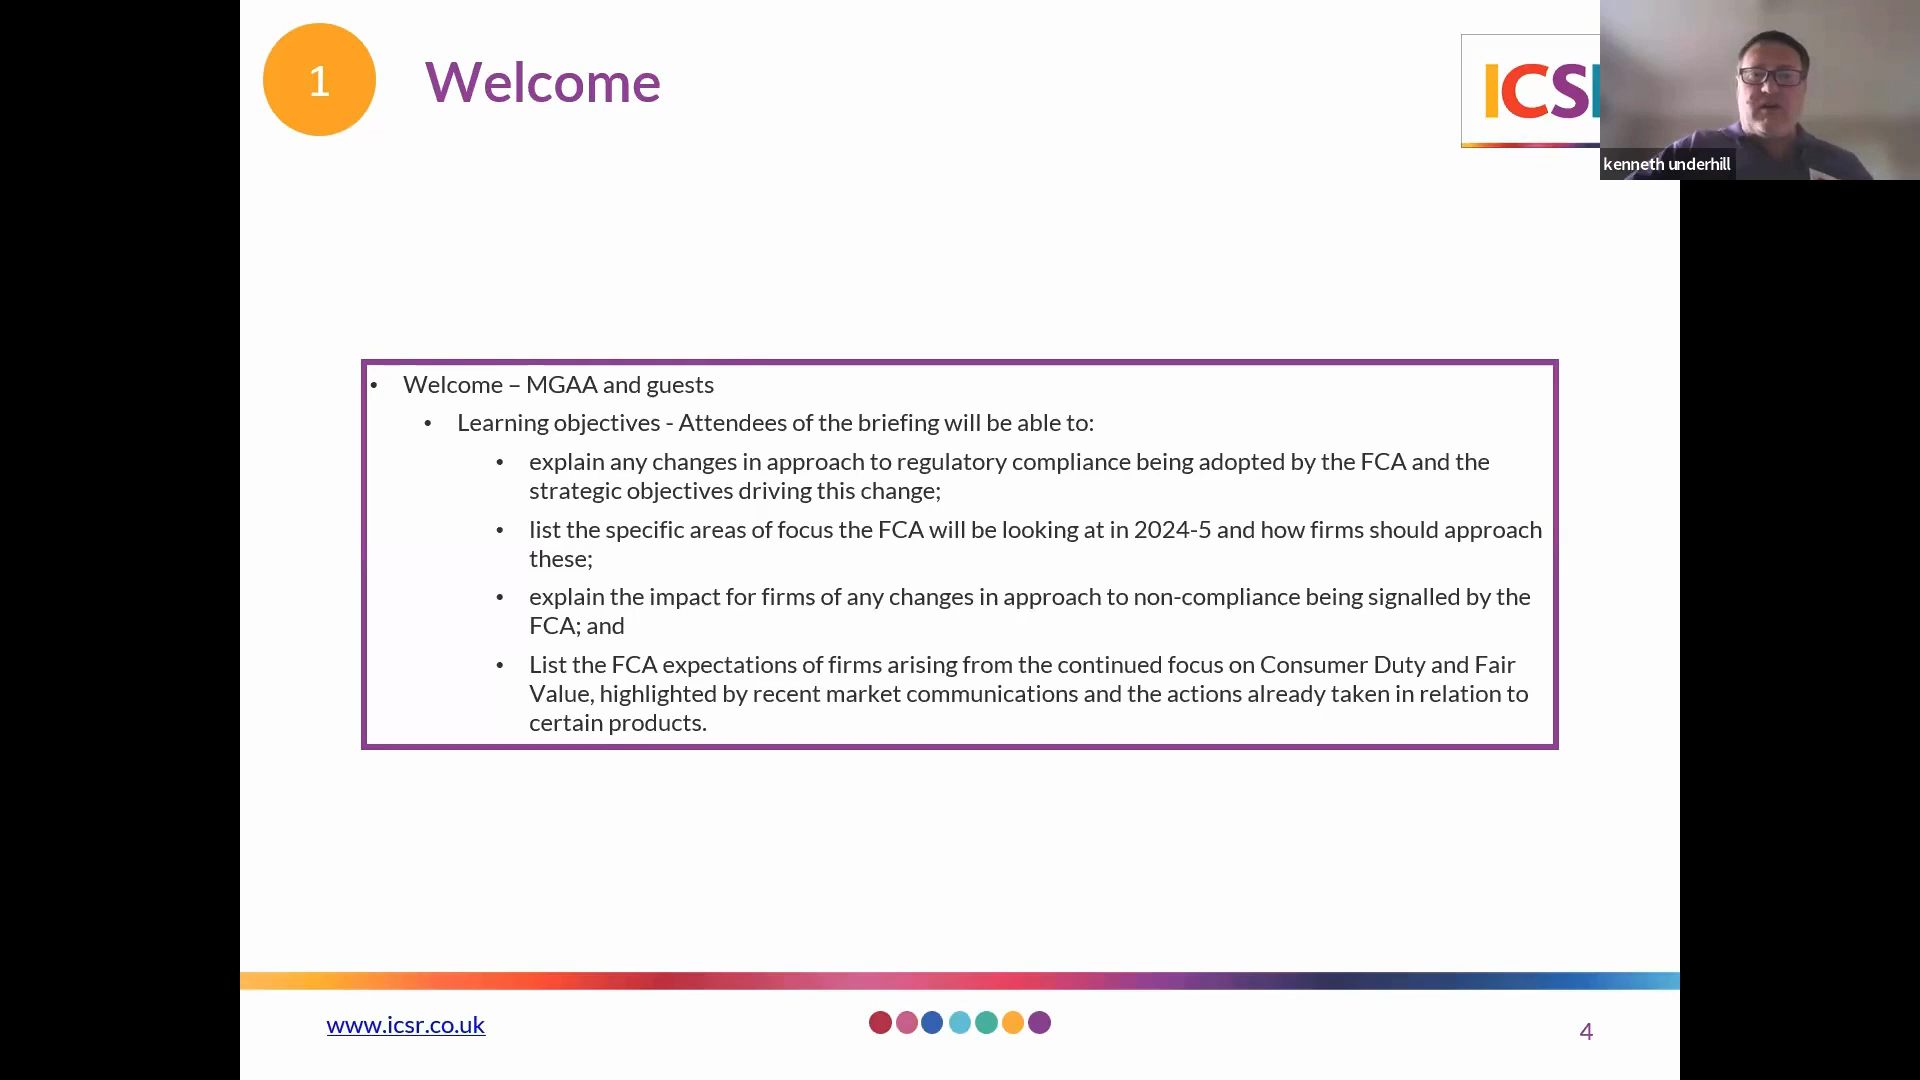 1
Welcome
ICS
kenneth underhill
• Welcome – MGAA and guests
• Learning objectives - Attendees of the briefing will be able to:
• explain any changes in approach to regulatory compliance being adopted by the FCA and the
strategic objectives driving this change;
• list the specific areas of focus the FCA will be looking at in 2024-5 and how firms should approach
these;
• explain the impact for firms of any changes in approach to non-compliance being signalled by the
FCA; and
• List the FCA expectations of firms arising from the continued focus on Consumer Duty and Fair
Value, highlighted by recent market communications and the actions already taken in relation to
certain products.
www.icsr.co.uk
4